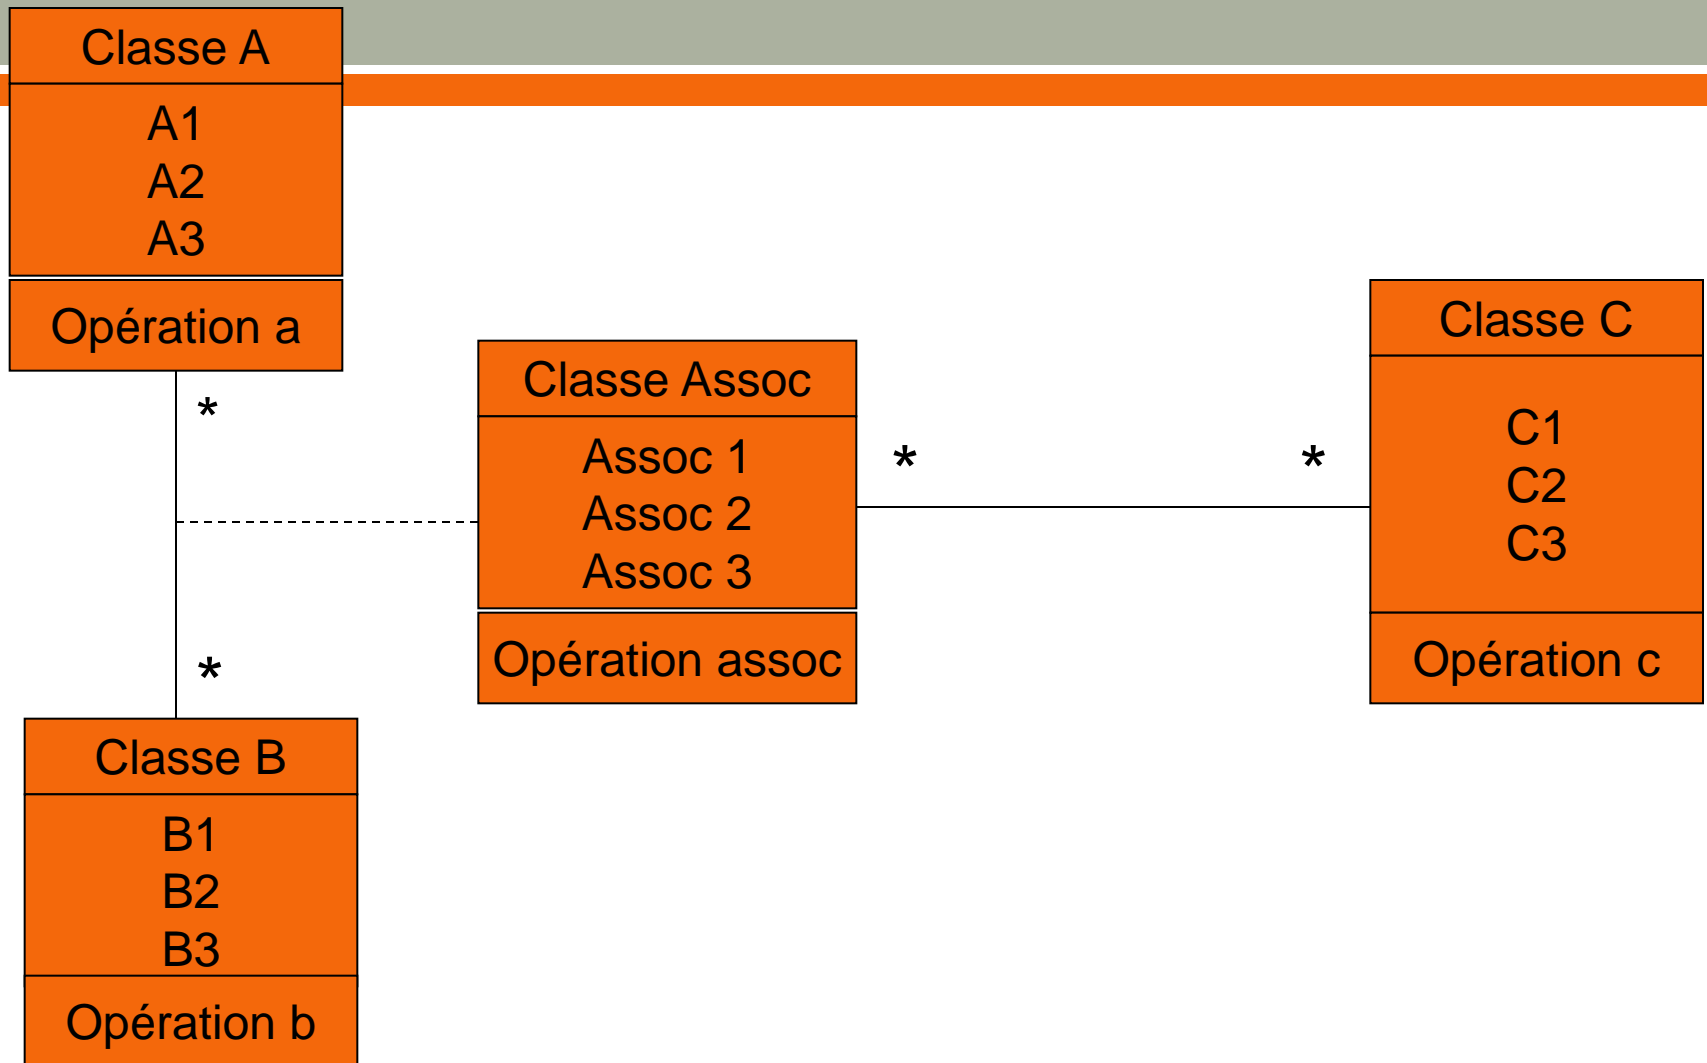 Classe A
A1
A2
A3
Opération a
*
*
Classe B
B1
B2
B3
Opération b
Classe Assoc
Assoc 1
Assoc 2
Assoc 3
Opération assoc
*
*
Classe C
C1
C2
C3
Opération c